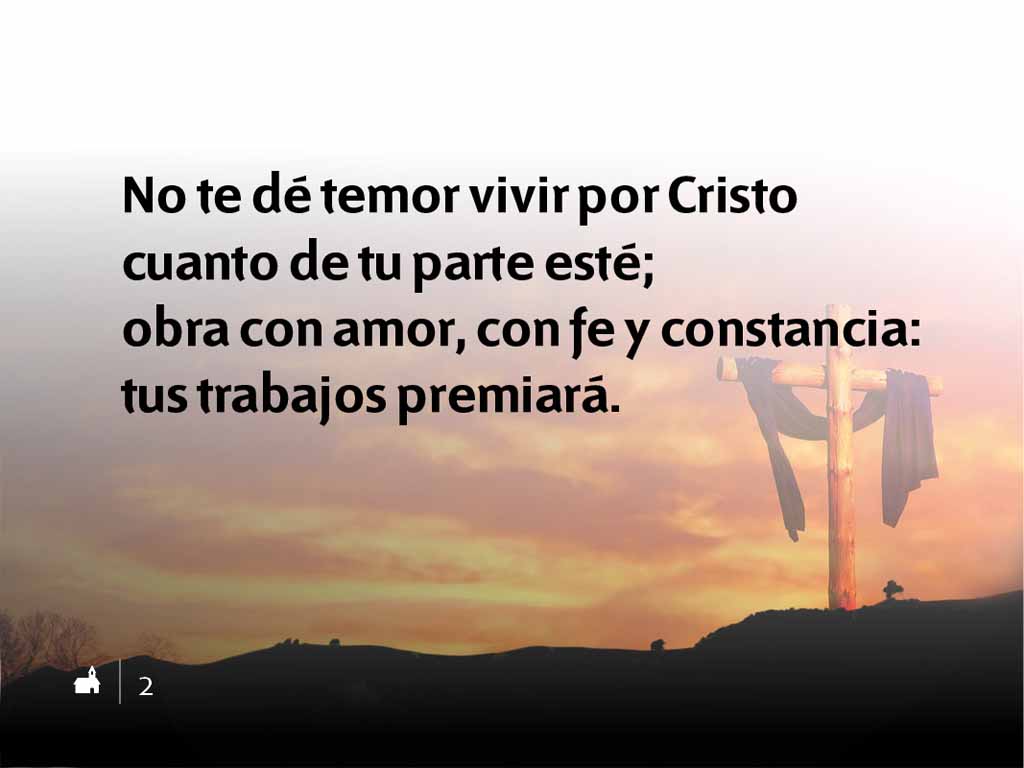 No te dé temor vivir por Cristo
cuanto de tu parte esté;
obra con amor, con fe y constancia:
tus trabajos premiará.
2